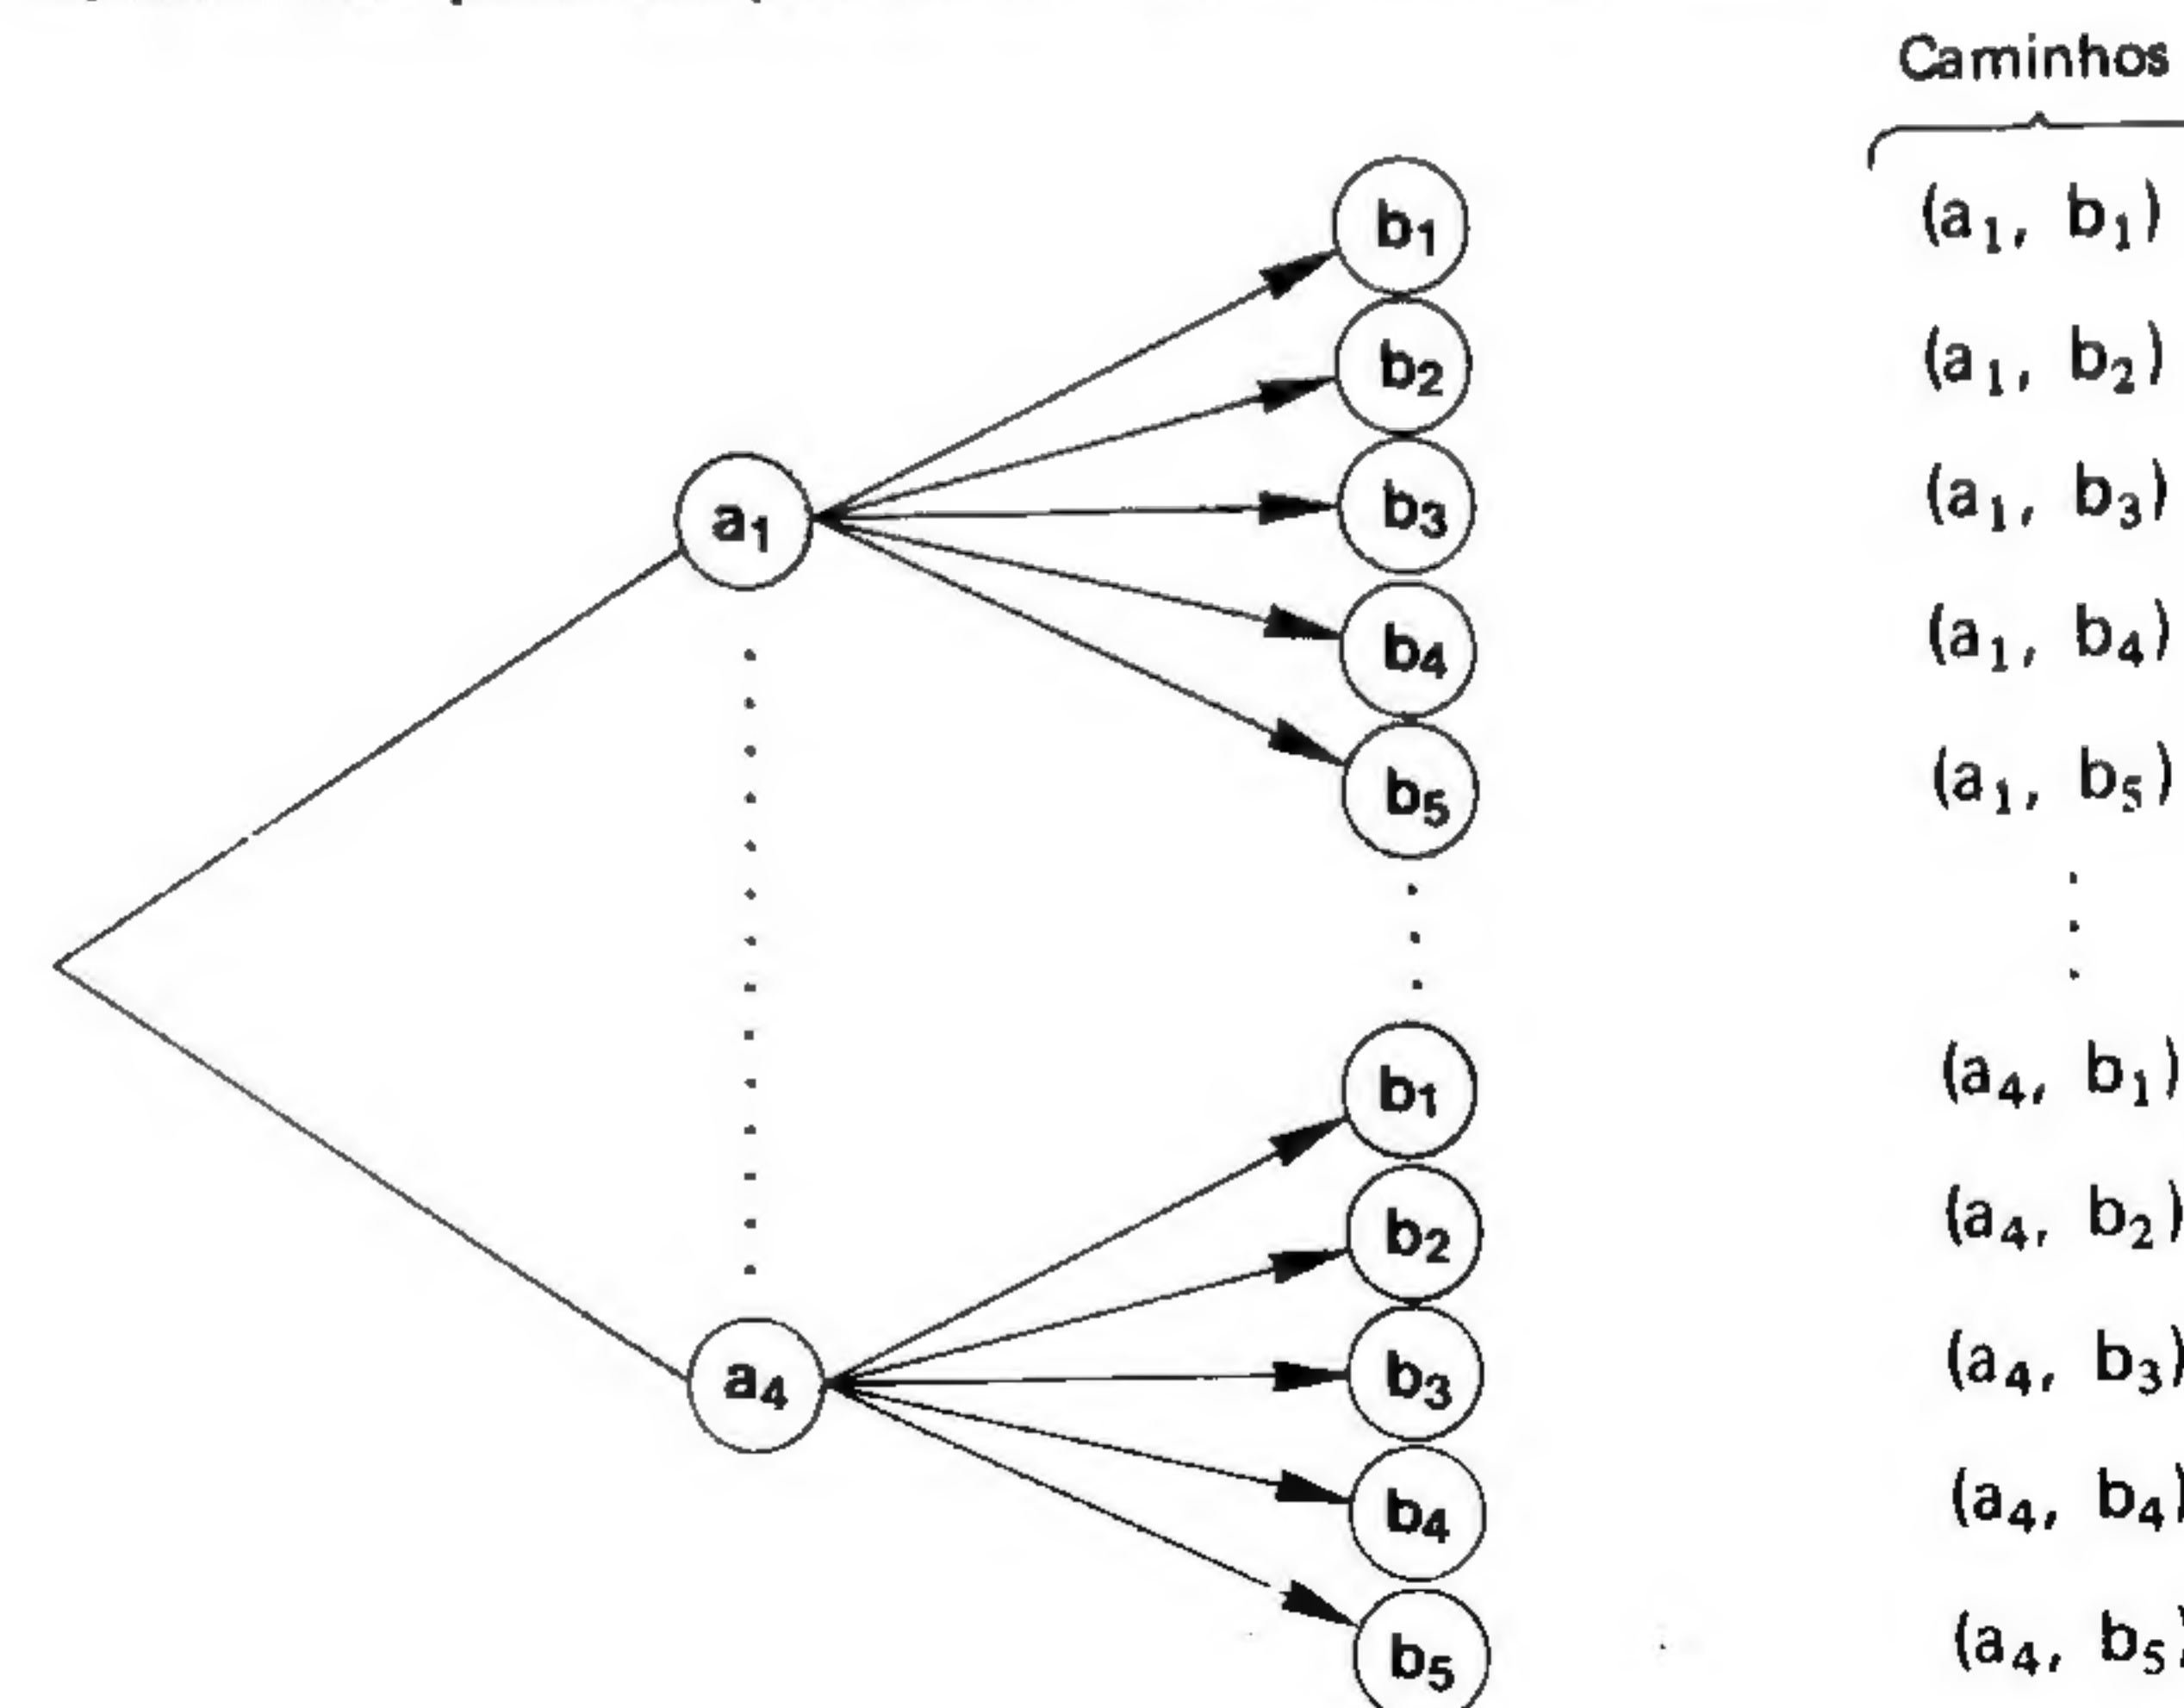 Caminhos
b₁ (a₁, b₁)
b₂ (a₁, b₂)
a₁ b₃ (a₁, b₃)
b₄ (a₁, b₄)
b₅ (a₁, b₅)
b₁ (a₄, b₁)
b₂ (a₄, b₂)
a₄ b₃ (a₄, b₃)
b₄ (a₄, b₄)
b₅ (a₄, b₅)